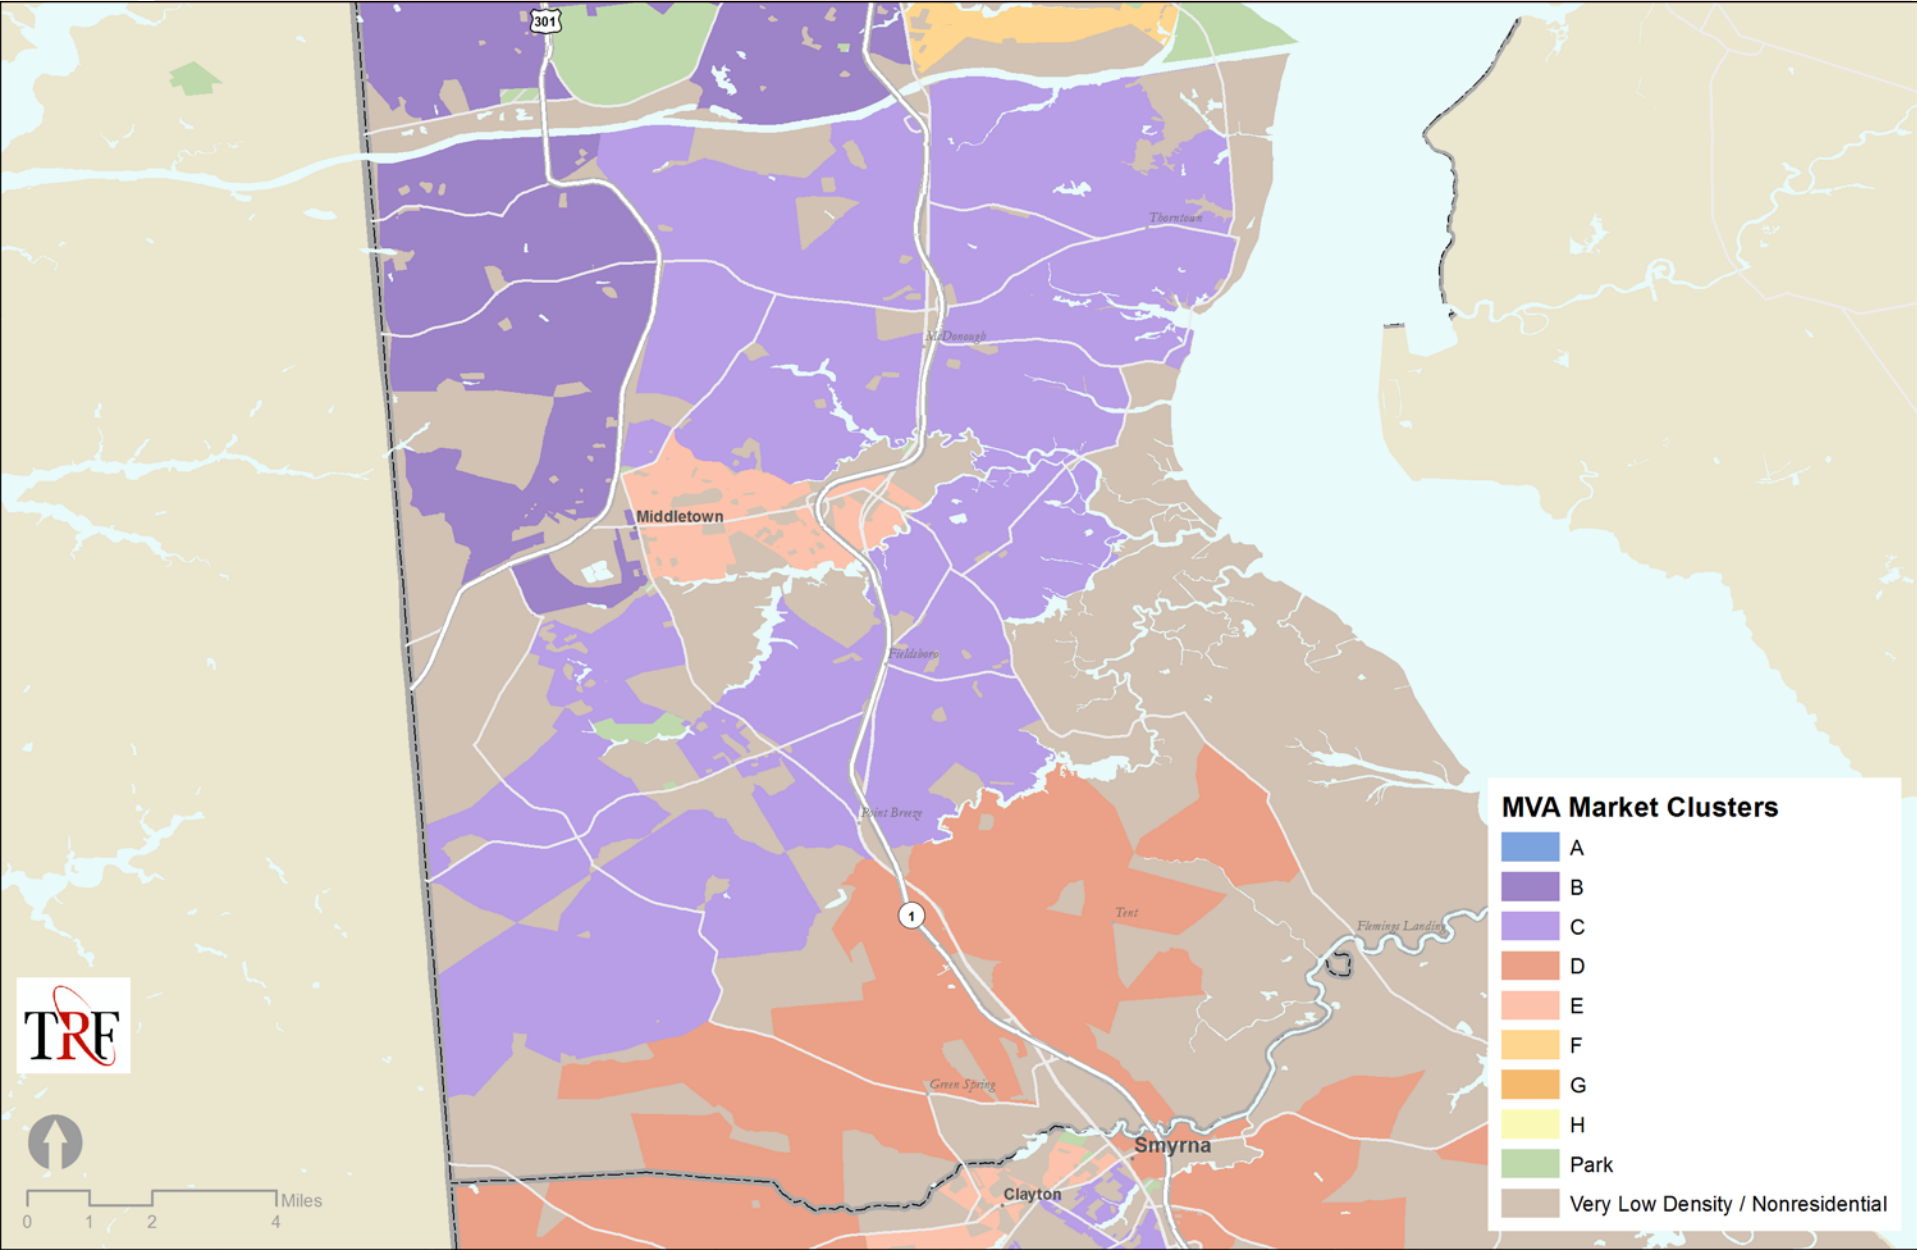 301
Thorntown
McDonough
Middletown
Fieldsboro
Point Breeze
1
Tent
Flemings Landing
Green Spring
Smyrna
Clayton
MVA Market Clusters
A
B
C
D
E
F
G
H
Park
Very Low Density / Nonresidential
TRF
Miles
0 1 2 4